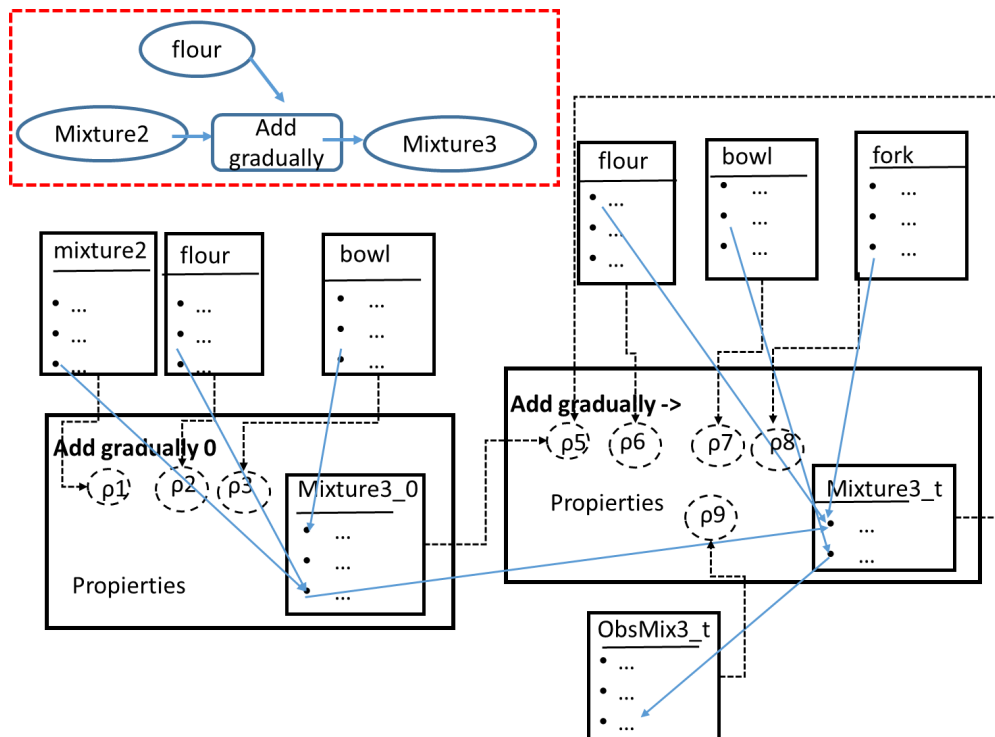 flour
Mixture2
Add
gradually
Mixture3
flour
• ...
• ...
• ...
bowl
• ...
• ...
• ...
fork
• ...
• ...
• ...
mixture2
• ...
• ...
• ...
flour
• ...
• ...
• ...
bowl
• ...
• ...
• ...
Add gradually 0
ρ1
ρ2
ρ3
Propierties
Mixture3_0
• ...
• ...
• ...
Add gradually ->
ρ5
ρ6
ρ7
ρ8
Propierties
ρ9
Mixture3_t
• ...
• ...
ObsMix3_t
• ...
• ...
• ...